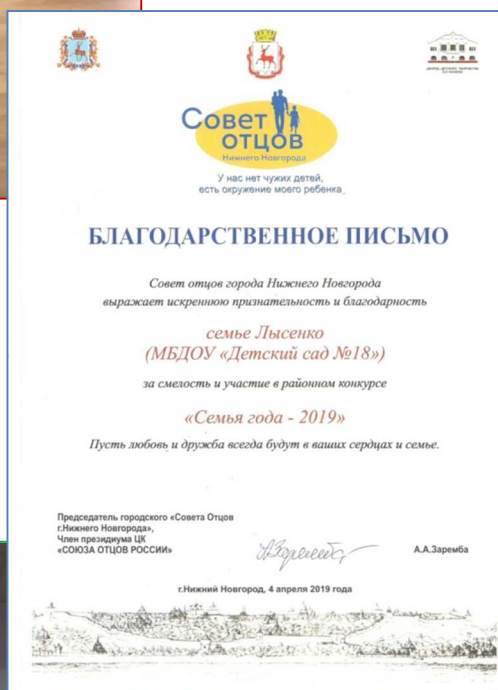 Совет
отцов
Нижнего Новгорода
У нас нет чужих детей,
есть окружение моего ребенка
БЛАГОДАРСТВЕННОЕ ПИСЬМО
Совет отцов города Нижнего Новгорода
выражает искреннюю признательность и благодарность
семье Лысенко
(МБДОУ «Детский сад №18»)
за смелость и участие в районном конкурсе
«Семья года - 2019»
Пусть любовь и дружба всегда будут в ваших сердцах и семье.
Председатель городского «Совета Отцов
г.Нижнего Новгорода»,
Член президиума ЦК
«СОЮЗА ОТЦОВ РОССИИ»
А.А.Заремба
г.Нижний Новгород, 4 апреля 2019 года